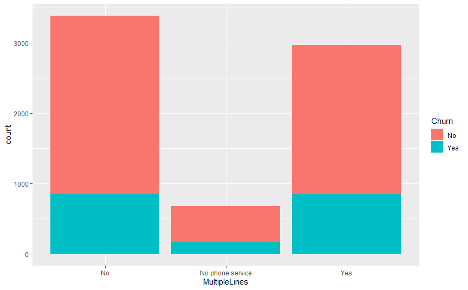 3000
2000
1000
0
count
No
No phone service
Yes
MultipleLines
Churn
No
Yes